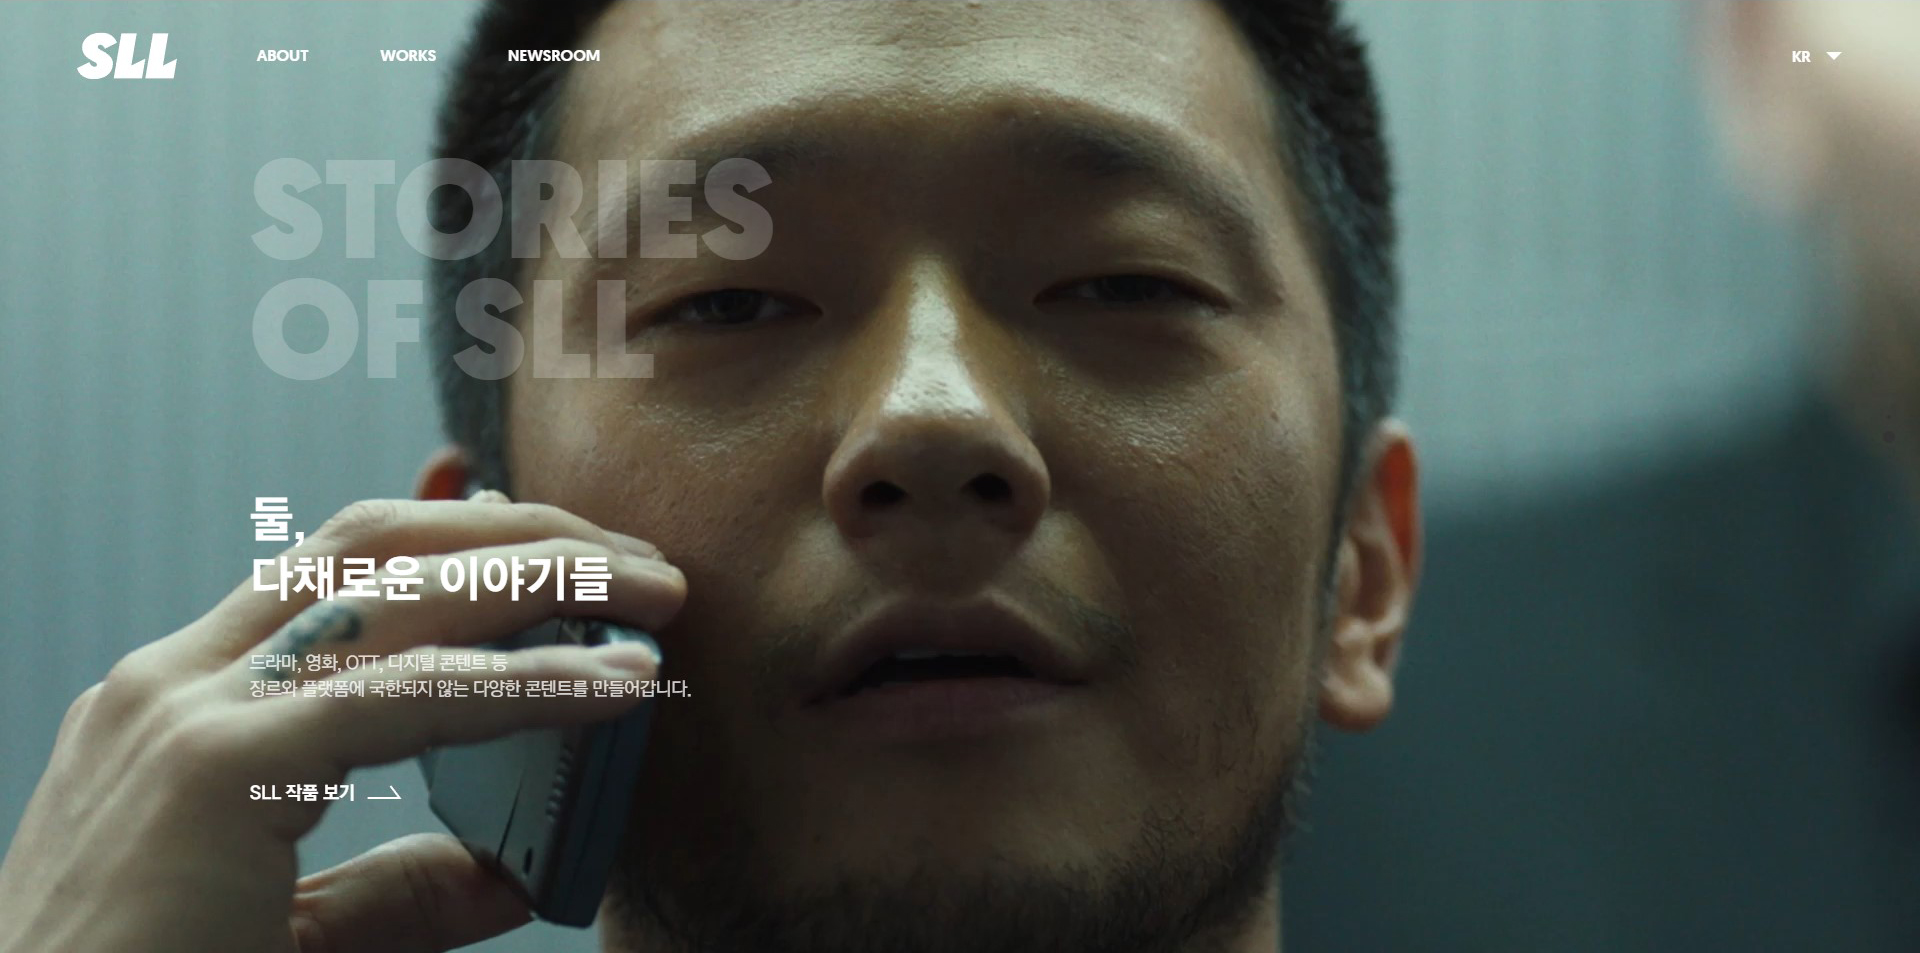 SLL
ABOUT
WORKS
NEWSROOM
KR
STORIES
OF SLL
둘,
다채로운 이야기들
드라마, 영화, OTT, 디지털 콘텐트 등
장르와 플랫폼에 국한되지 않는 다양한 콘텐트를 만들어갑니다.
SLL 작품 보기